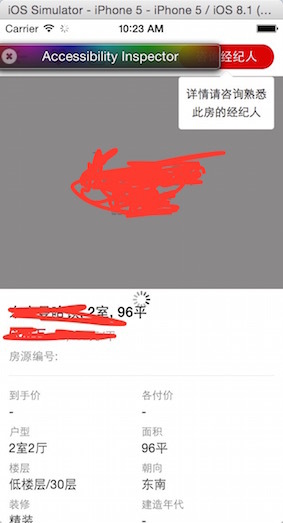 iOS Simulator - iPhone 5 - iPhone 5 / iOS 8.1 (...
Carrier 10:23 AM
Accessibility Inspector 经纪人
详情请咨询熟悉
此房的经纪人
2室, 96平
房源编号:
到手价 各付价
- -
户型 面积
2室2厅 96平
楼层 朝向
低楼层/30层 东南
装修 建造年代
精装 -